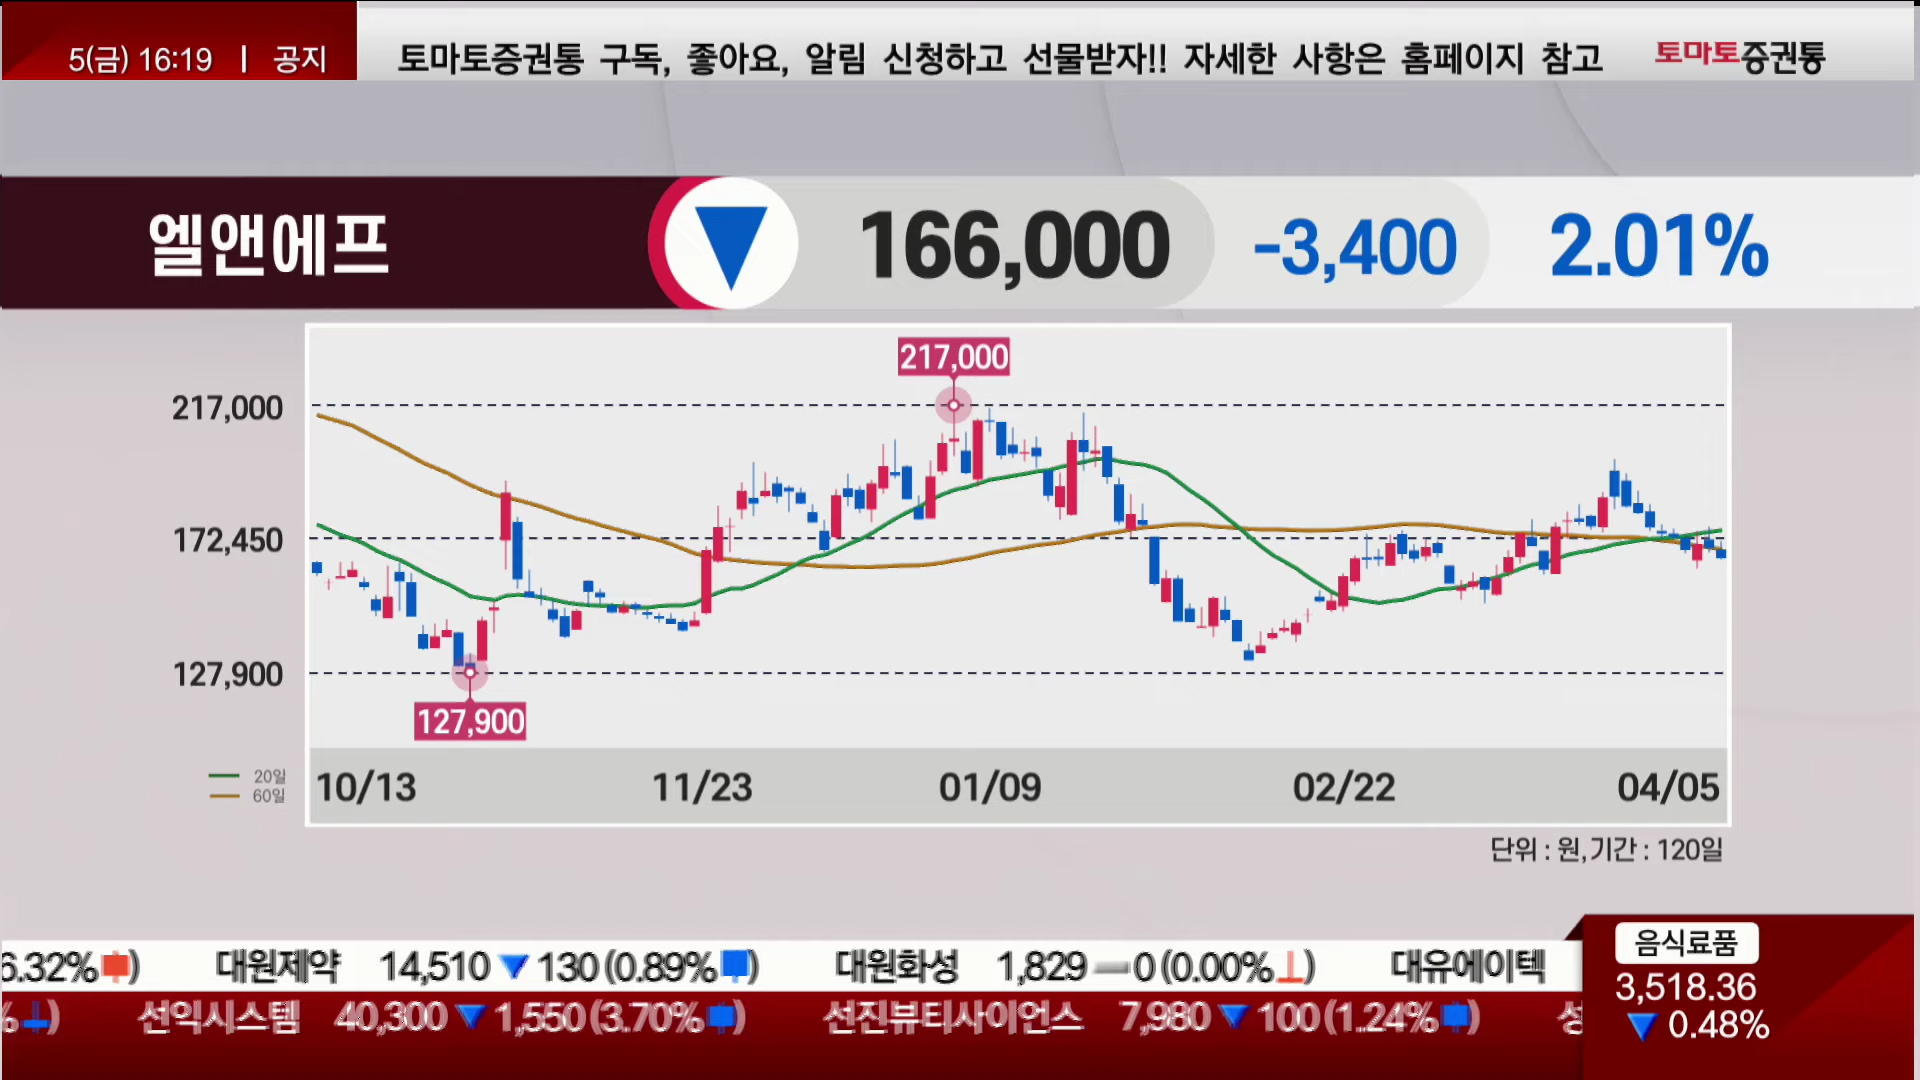 5(금) 16:19 | 공지 토마토증권통 구독, 좋아요, 알림 신청하고 선물받자!! 자세한 사항은 홈페이지 참고 토마토증권통
엘앤에프 ▼ 166,000 -3,400 2.01%
217,000
217,000
172,450
127,900
127,900
20일
60일
10/13 11/23 01/09 02/22 04/05
단위 : 원, 기간 : 120일
6.32% ) 대원제약 14,510 ▼ 130 (0.89% ) 대원화성 1,829 0 (0.00% ) 대유에이텍
% ) 선익시스템 40,300 ▼ 1,550 (3.70% ) 선진뷰티사이언스 7,980 ▼ 100 (1.24% )
음식료품
3,518.36
▼ 0.48%